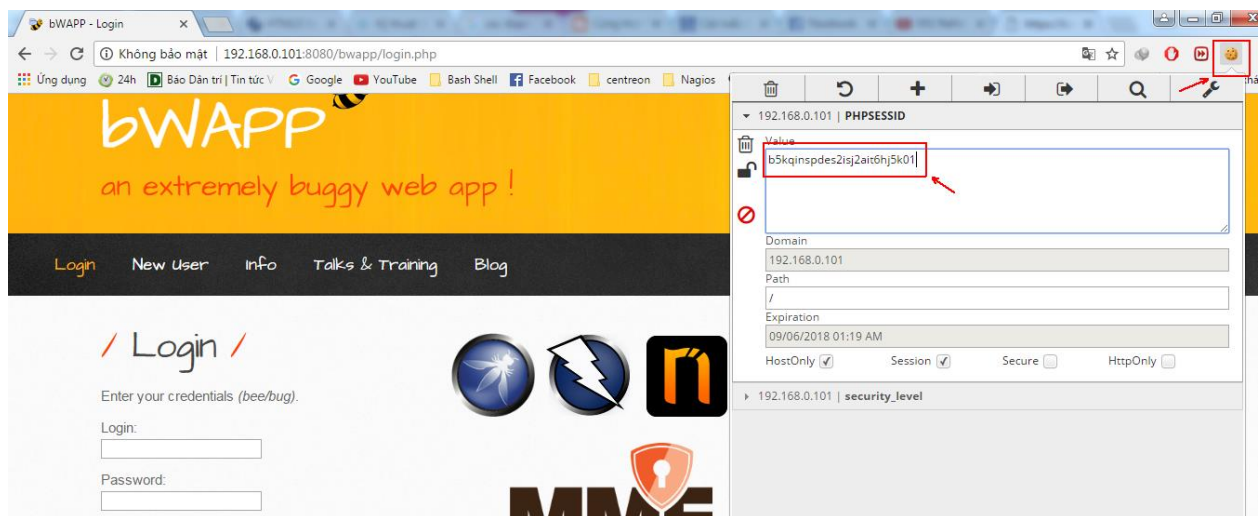 bWAPP - Login
Không bảo mật | 192.168.0.101:8080/bwapp/login.php
Ứng dụng 24h Báo Dân trí | Tin tức V Google YouTube Bash Shell Facebook centreon Nagios
bWAPP
an extremely buggy web app !
Login New User Info Talks & Training Blog
/ Login /
Enter your credentials (bee/bug).
Login:
Password:
192.168.0.101 | PHPSESSID
Value
b5kqinspdes2isj2ait6hj5k01
Domain
192.168.0.101
Path
/
Expiration
09/06/2018 01:19 AM
HostOnly Session Secure HttpOnly
192.168.0.101 | security_level